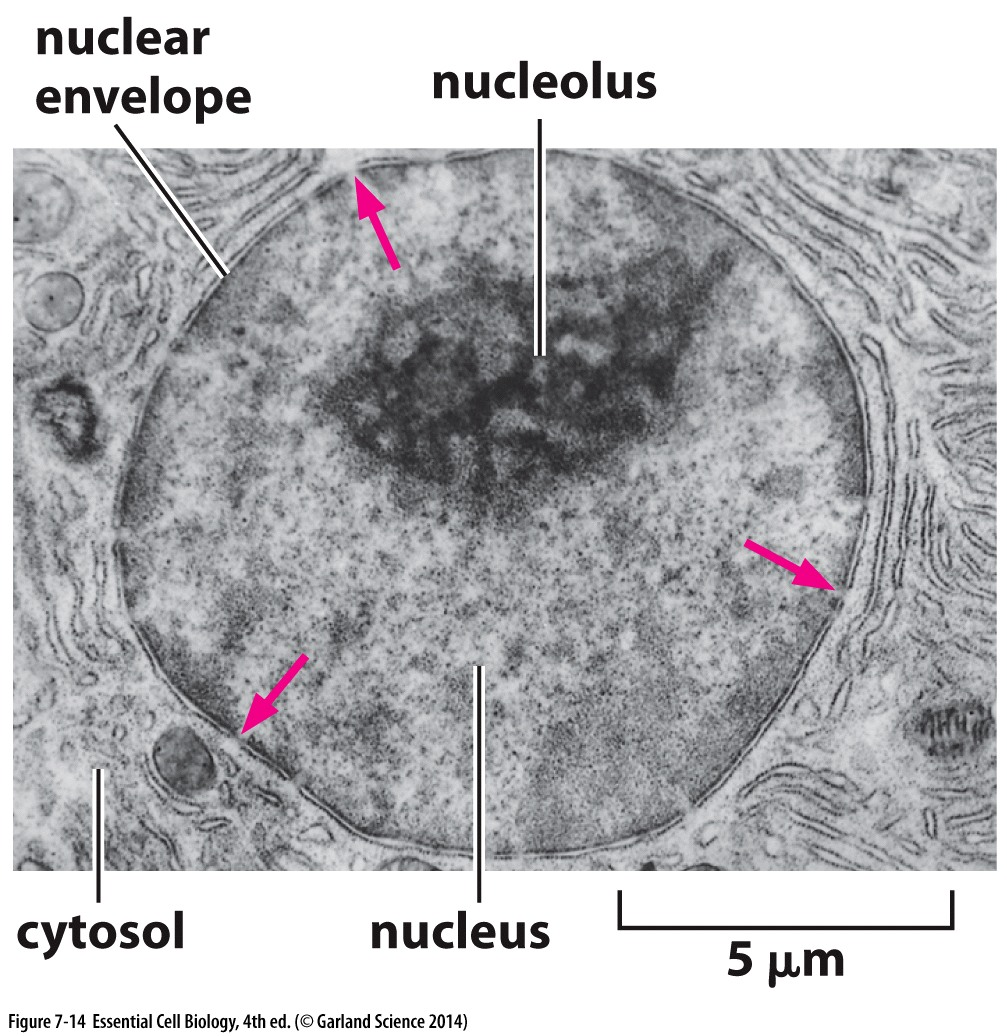 nuclear
envelope
nucleolus
cytosol
nucleus
5 μm
Figure 7-14 Essential Cell Biology, 4th ed. (© Garland Science 2014)